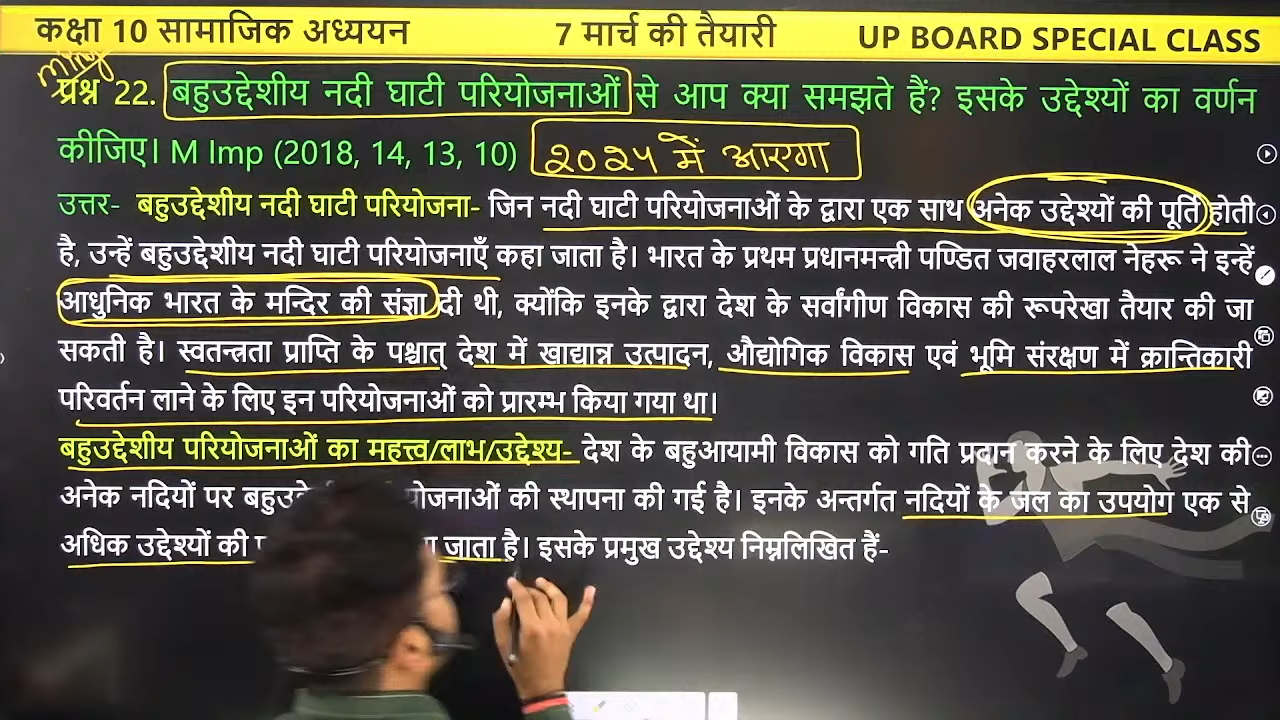 कक्षा 10 सामाजिक अध्ययन 7 मार्च की तैयारी UP BOARD SPECIAL CLASS
प्रश्न 22. बहुउद्देशीय नदी घाटी परियोजनाओं से आप क्या समझते हैं? इसके उद्देश्यों का वर्णन
कीजिए। M Imp (2018, 14, 13, 10) २०२५ में आएगा
उत्तर- बहुउद्देशीय नदी घाटी परियोजना- जिन नदी घाटी परियोजनाओं के द्वारा एक साथ अनेक उद्देश्यों की पूर्ति होती
है, उन्हें बहुउद्देशीय नदी घाटी परियोजनाएँ कहा जाता है। भारत के प्रथम प्रधानमन्त्री पण्डित जवाहरलाल नेहरू ने इन्हें
आधुनिक भारत के मन्दिर की संज्ञा दी थी, क्योंकि इनके द्वारा देश के सर्वांगीण विकास की रूपरेखा तैयार की जा
सकती है। स्वतन्त्रता प्राप्ति के पश्चात् देश में खाद्यान्न उत्पादन, औद्योगिक विकास एवं भूमि संरक्षण में क्रान्तिकारी
परिवर्तन लाने के लिए इन परियोजनाओं को प्रारम्भ किया गया था।
बहुउद्देशीय परियोजनाओं का महत्त्व/लाभ/उद्देश्य- देश के बहुआयामी विकास को गति प्रदान करने के लिए देश की
अनेक नदियों पर की स्थापना की गई है। इनके अन्तर्गत नदियों के जल का उपयोग एक से
अधिक उद्देश्यों की जाता है। इसके प्रमुख उद्देश्य निम्नलिखित हैं-